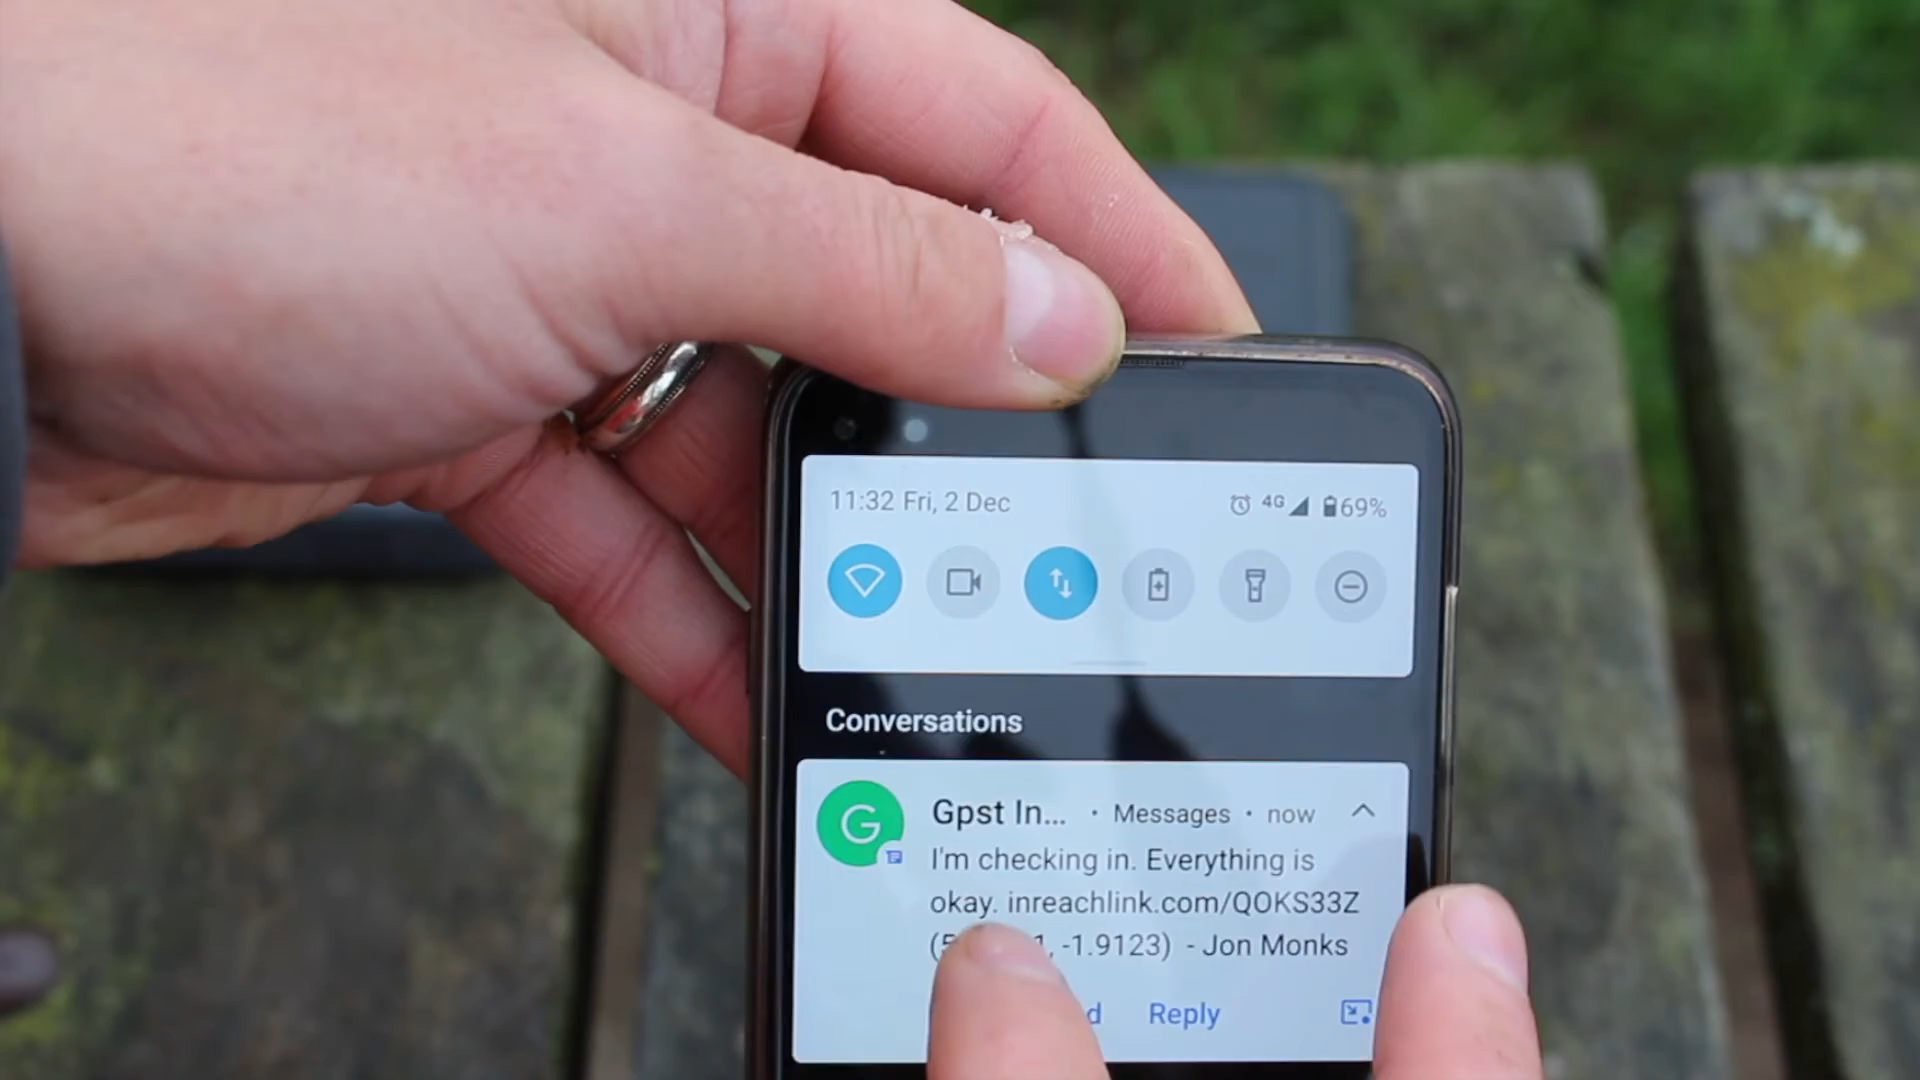 11:32 Fri, 2 Dec 4G 69%
Conversations
G Gpst In... • Messages • now
I'm checking in. Everything is
okay. inreachlink.com/QOKS33Z
-1.9123) - Jon Monks
Reply